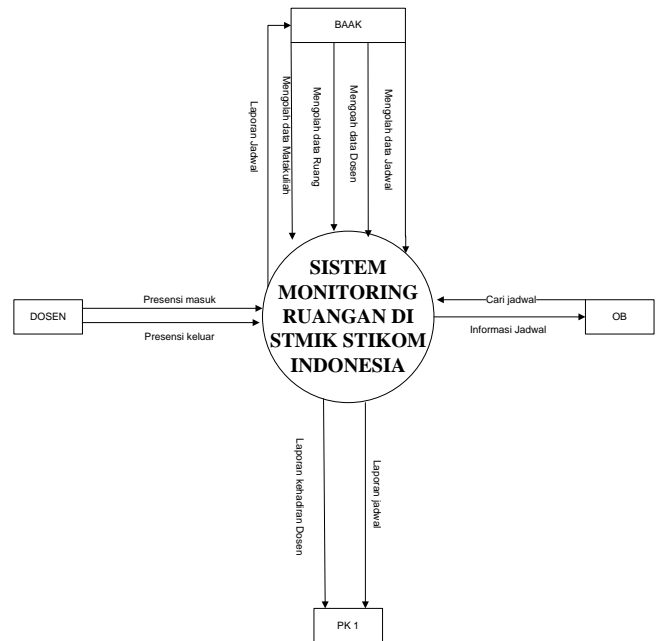 BAAK
Laporan Jadwal
Mengolah data Matakuliah
Mengolah data Ruang
Mengoah data Dosen
Mengolah data Jadwal
SISTEM
MONITORING
RUANGAN DI
STMIK STIKOM
INDONESIA
DOSEN
Presensi masuk
Presensi keluar
Cari jadwal
Informasi Jadwal
OB
Laporan kehadiran Dosen
Laporan jadwal
PK 1